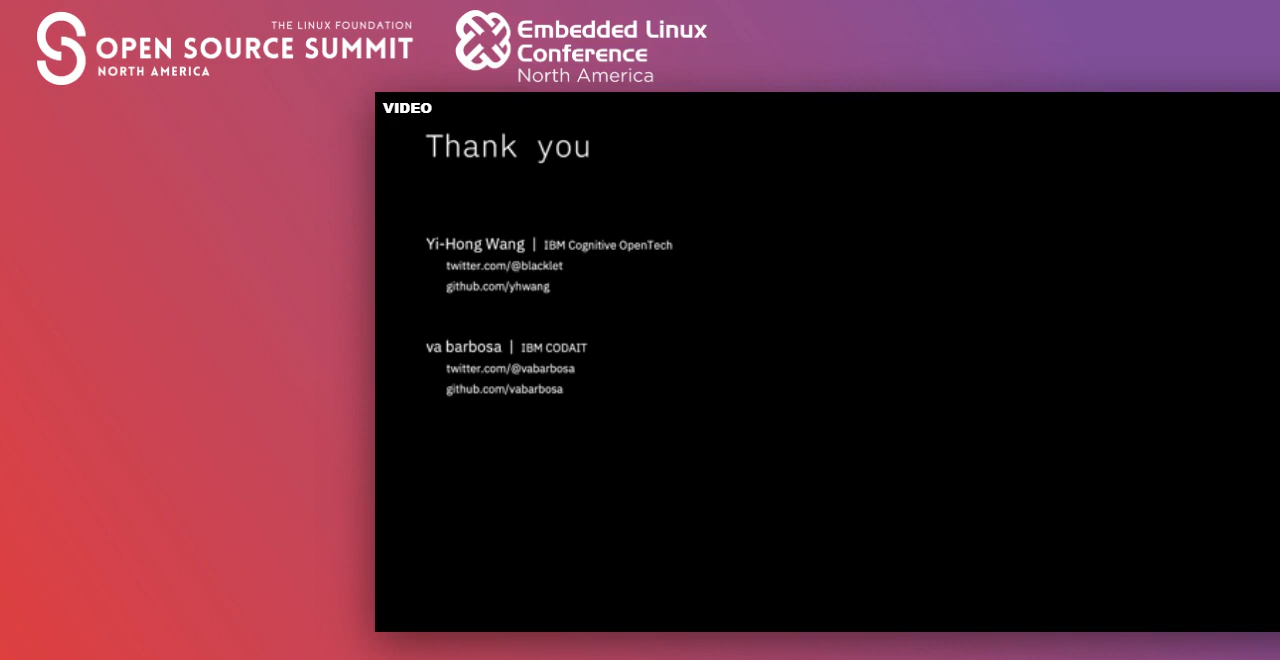 THE LINUX FOUNDATION
OPEN SOURCE SUMMIT
NORTH AMERICA
Embedded Linux
Conference
North America
VIDEO
Thank you
Yi-Hong Wang | IBM Cognitive OpenTech
twitter.com/@blacklet
github.com/yhwang
va barbosa | IBM CODAIT
twitter.com/@vabarbosa
github.com/vabarbosa